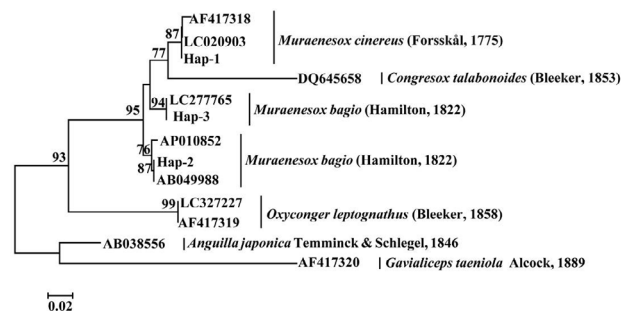 AF417318
87
LC020903
Muraenesox cinereus (Forsskål, 1775)
Hap-1
77
DQ645658
Congresox talabonoides (Bleeker, 1853)
94
LC277765
Muraenesox bagio (Hamilton, 1822)
Hap-3
95
AP010852
76
Hap-2
Muraenesox bagio (Hamilton, 1822)
87
AB049988
93
99
LC327227
Oxyconger leptognathus (Bleeker, 1858)
AF417319
AB038556
Anguilla japonica Temminck & Schlegel, 1846
AF417320
Gavialiceps taeniola Alcock, 1889
0.02